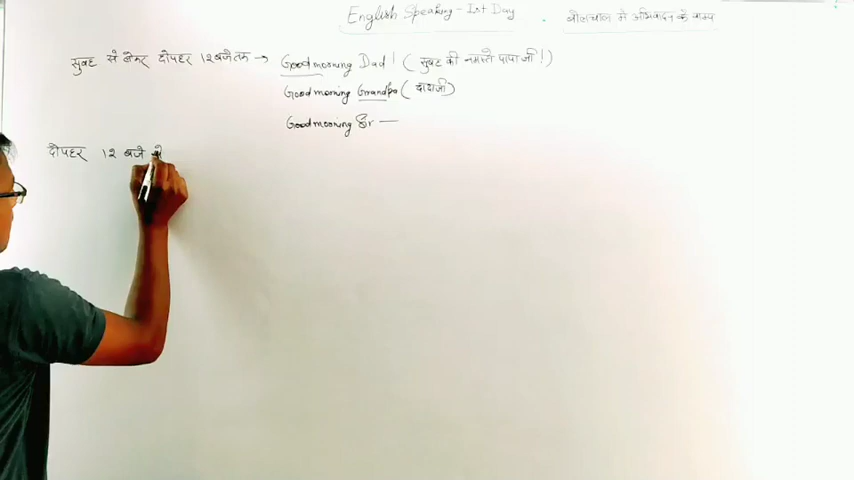 English Speaking - Ist Day • बोलचाल में अभिवादन के वाक्य
सुबह से लेकर दोपहर 12 बजे तक → Good morning Dad! (सुबह की नमस्ते पापा जी!)
Good morning Grandpa (दादाजी)
Good morning Sir —
दोपहर 12 बजे से